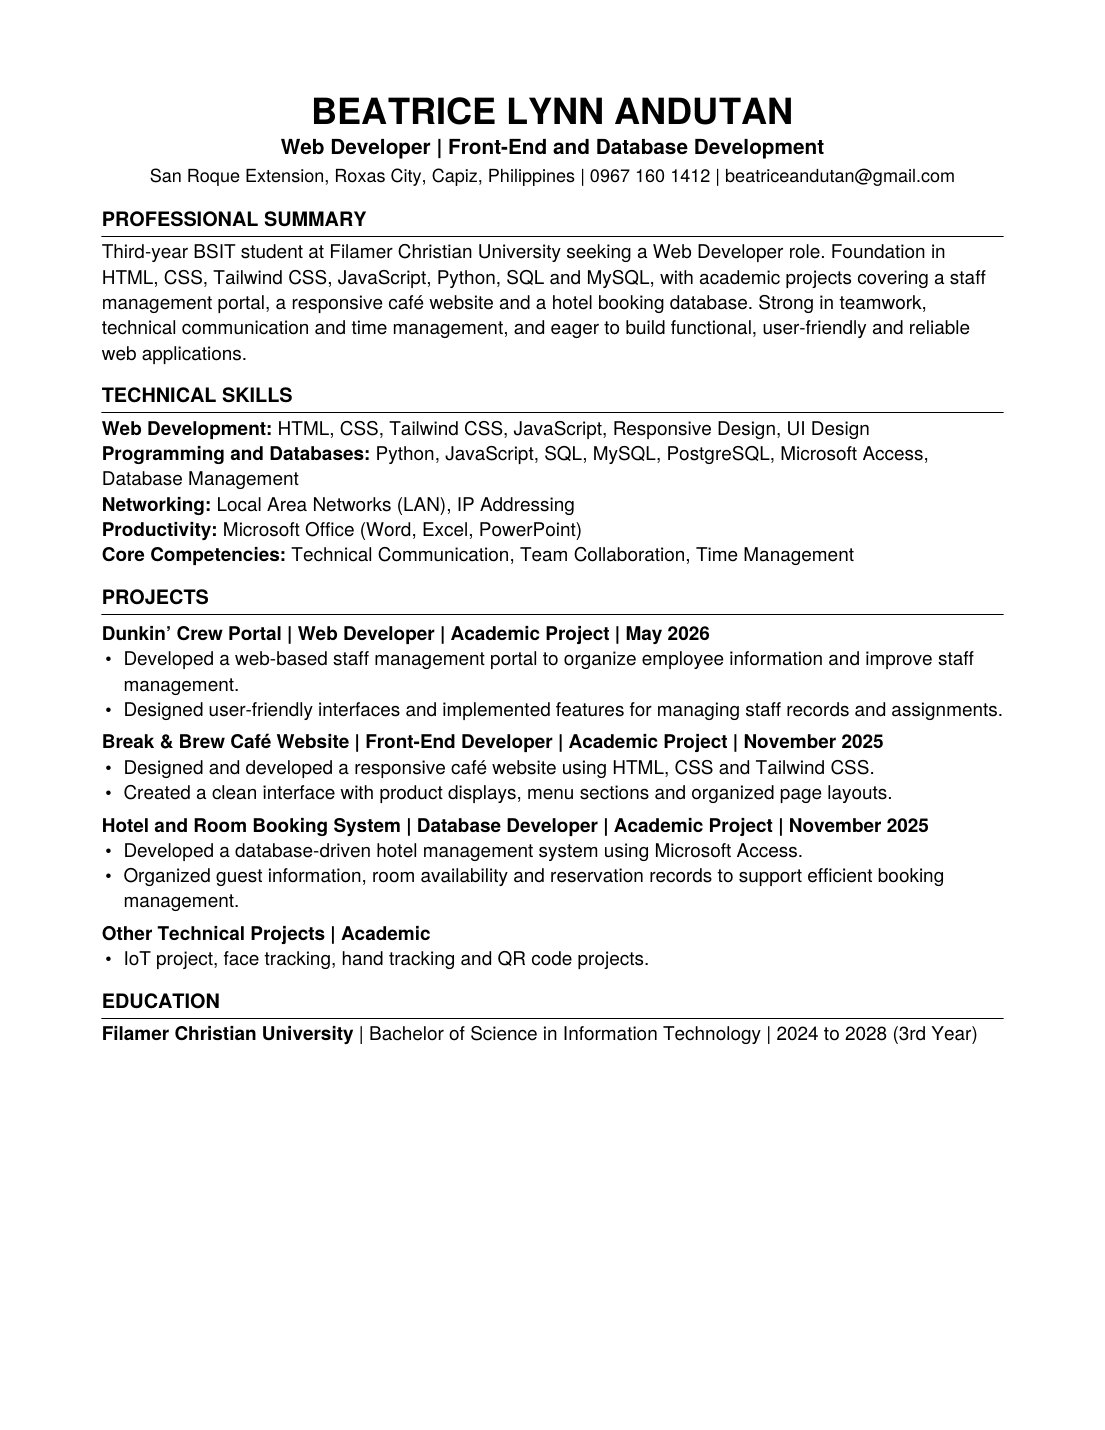 BEATRICE LYNN ANDUTAN
Web Developer | Front-End and Database Development
San Roque Extension, Roxas City, Capiz, Philippines | 0967 160 1412 | beatriceandutan@gmail.com
PROFESSIONAL SUMMARY
Third-year BSIT student at Filamer Christian University seeking a Web Developer role. Foundation in
HTML, CSS, Tailwind CSS, JavaScript, Python, SQL and MySQL, with academic projects covering a staff
management portal, a responsive café website and a hotel booking database. Strong in teamwork,
technical communication and time management, and eager to build functional, user-friendly and reliable
web applications.
TECHNICAL SKILLS
Web Development: HTML, CSS, Tailwind CSS, JavaScript, Responsive Design, UI Design
Programming and Databases: Python, JavaScript, SQL, MySQL, PostgreSQL, Microsoft Access,
Database Management
Networking: Local Area Networks (LAN), IP Addressing
Productivity: Microsoft Office (Word, Excel, PowerPoint)
Core Competencies: Technical Communication, Team Collaboration, Time Management
PROJECTS
Dunkin’ Crew Portal | Web Developer | Academic Project | May 2026
• Developed a web-based staff management portal to organize employee information and improve staff
management.
• Designed user-friendly interfaces and implemented features for managing staff records and assignments.
Break & Brew Café Website | Front-End Developer | Academic Project | November 2025
• Designed and developed a responsive café website using HTML, CSS and Tailwind CSS.
• Created a clean interface with product displays, menu sections and organized page layouts.
Hotel and Room Booking System | Database Developer | Academic Project | November 2025
• Developed a database-driven hotel management system using Microsoft Access.
• Organized guest information, room availability and reservation records to support efficient booking
management.
Other Technical Projects | Academic
• IoT project, face tracking, hand tracking and QR code projects.
EDUCATION
Filamer Christian University | Bachelor of Science in Information Technology | 2024 to 2028 (3rd Year)